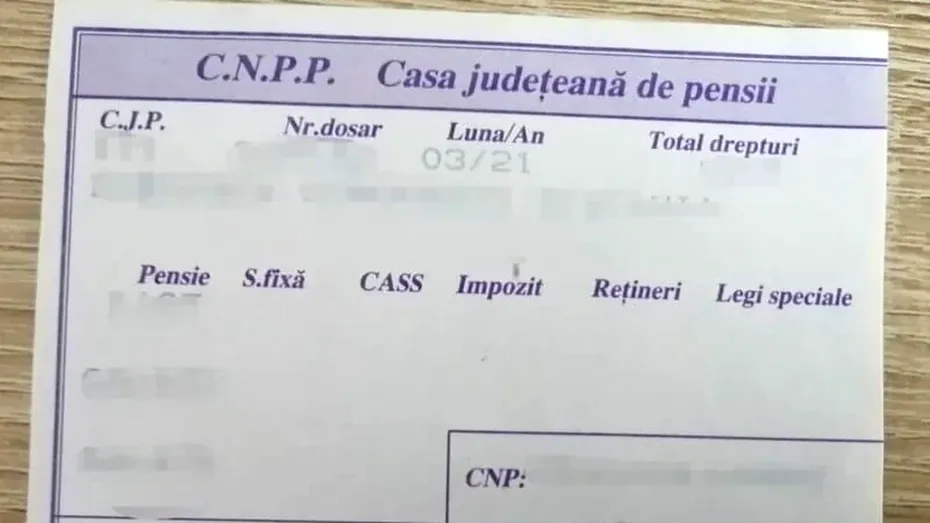 C.N.P.P. Casa județeană de pensii
C.J.P. Nr.dosar Luna/An Total drepturi
03/21
Pensie S.fixă CASS Impozit Rețineri Legi speciale
CNP: